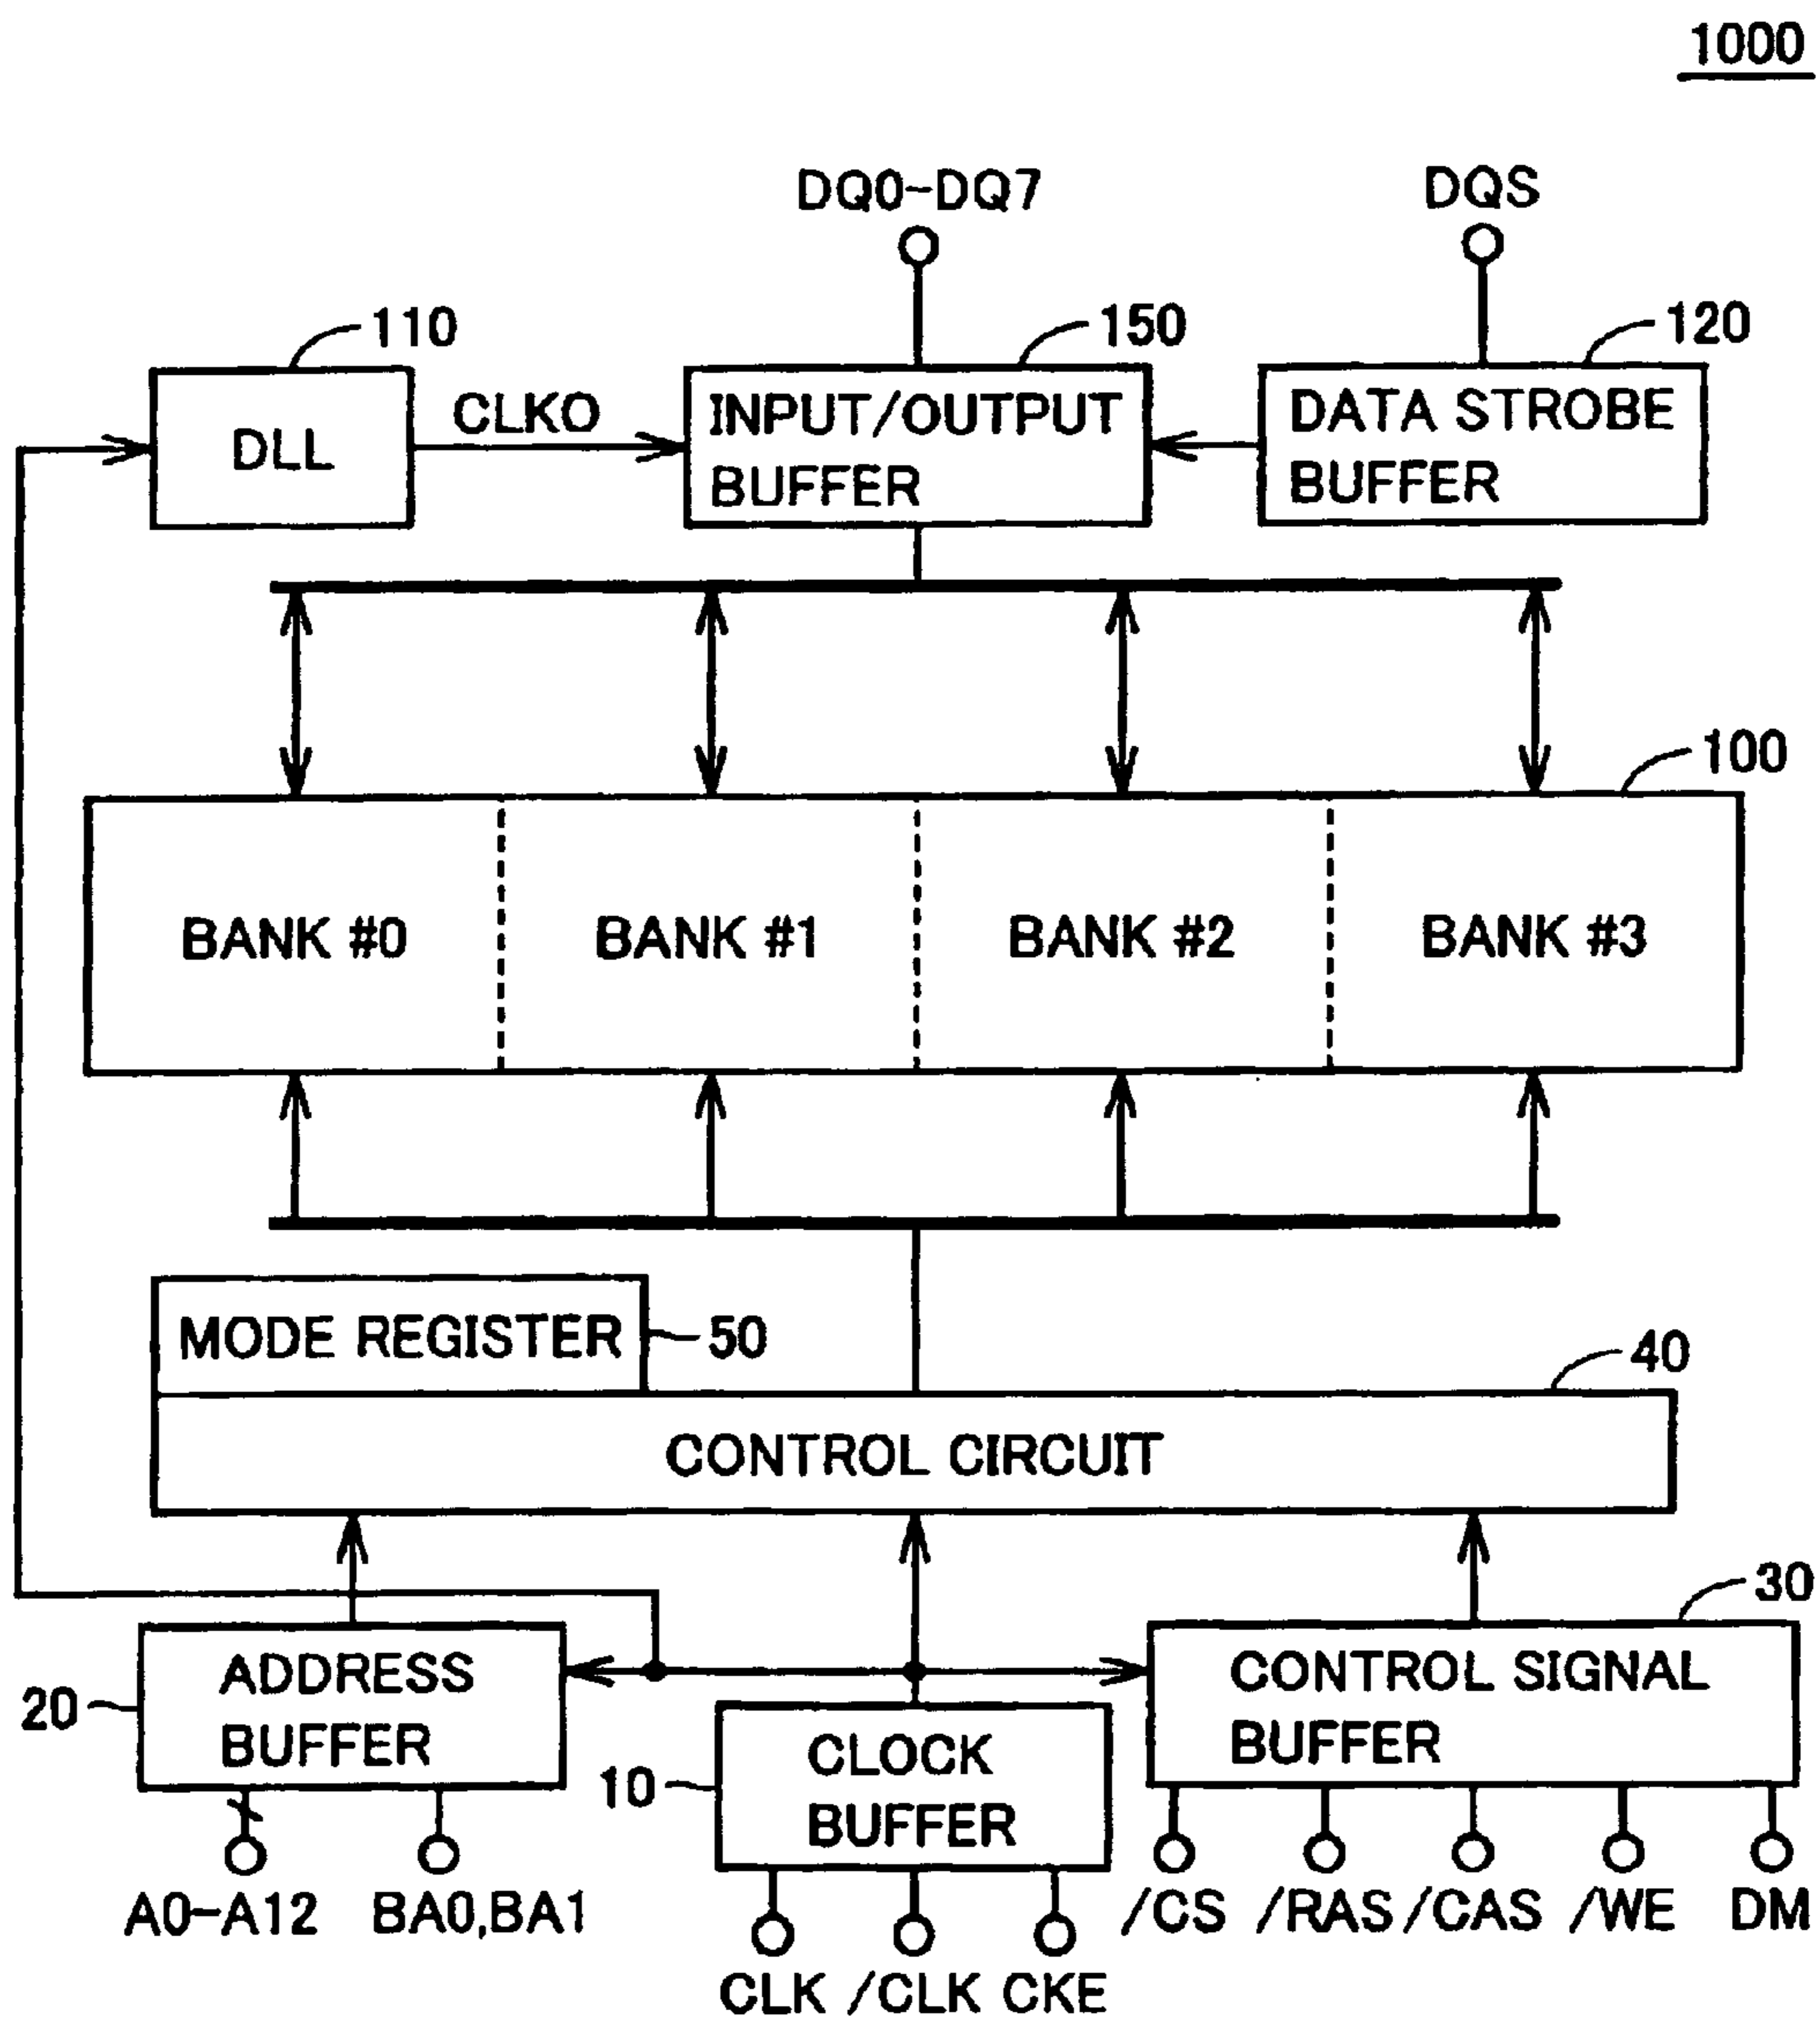 1000
DQ0-DQ7
DQS
110
150
120
DLL
CLKO
INPUT/OUTPUT
BUFFER
DATA STROBE
BUFFER
100
BANK #0
BANK #1
BANK #2
BANK #3
MODE REGISTER
50
40
CONTROL CIRCUIT
30
ADDRESS
BUFFER
20
CONTROL SIGNAL
BUFFER
CLOCK
BUFFER
10
A0-A12
BA0,BA1
/CS
/RAS
/CAS
/WE
DM
CLK
/CLK
CKE